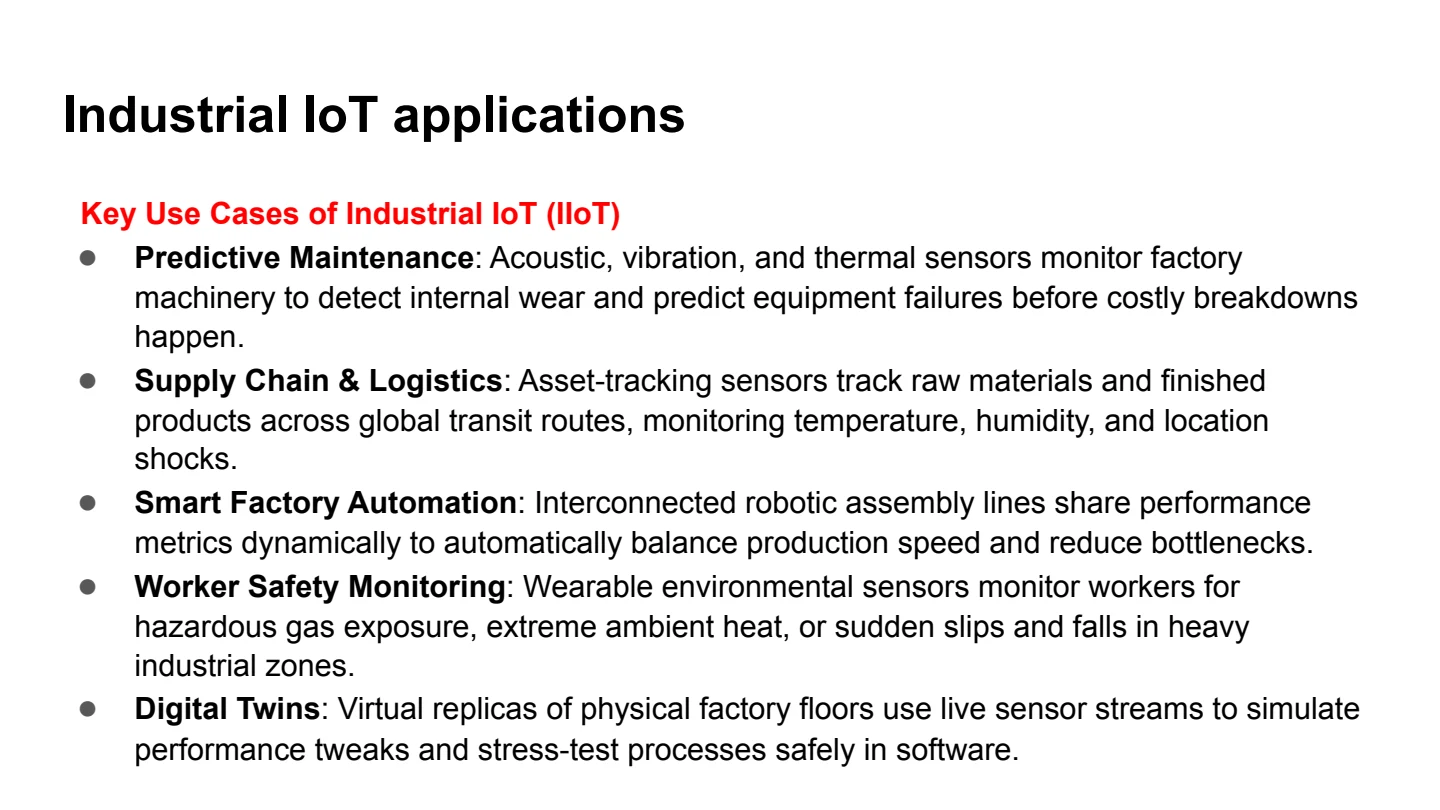 Industrial IoT applications
Key Use Cases of Industrial IoT (IIoT)
● Predictive Maintenance: Acoustic, vibration, and thermal sensors monitor factory
machinery to detect internal wear and predict equipment failures before costly breakdowns
happen.
● Supply Chain & Logistics: Asset-tracking sensors track raw materials and finished
products across global transit routes, monitoring temperature, humidity, and location
shocks.
● Smart Factory Automation: Interconnected robotic assembly lines share performance
metrics dynamically to automatically balance production speed and reduce bottlenecks.
● Worker Safety Monitoring: Wearable environmental sensors monitor workers for
hazardous gas exposure, extreme ambient heat, or sudden slips and falls in heavy
industrial zones.
● Digital Twins: Virtual replicas of physical factory floors use live sensor streams to simulate
performance tweaks and stress-test processes safely in software.